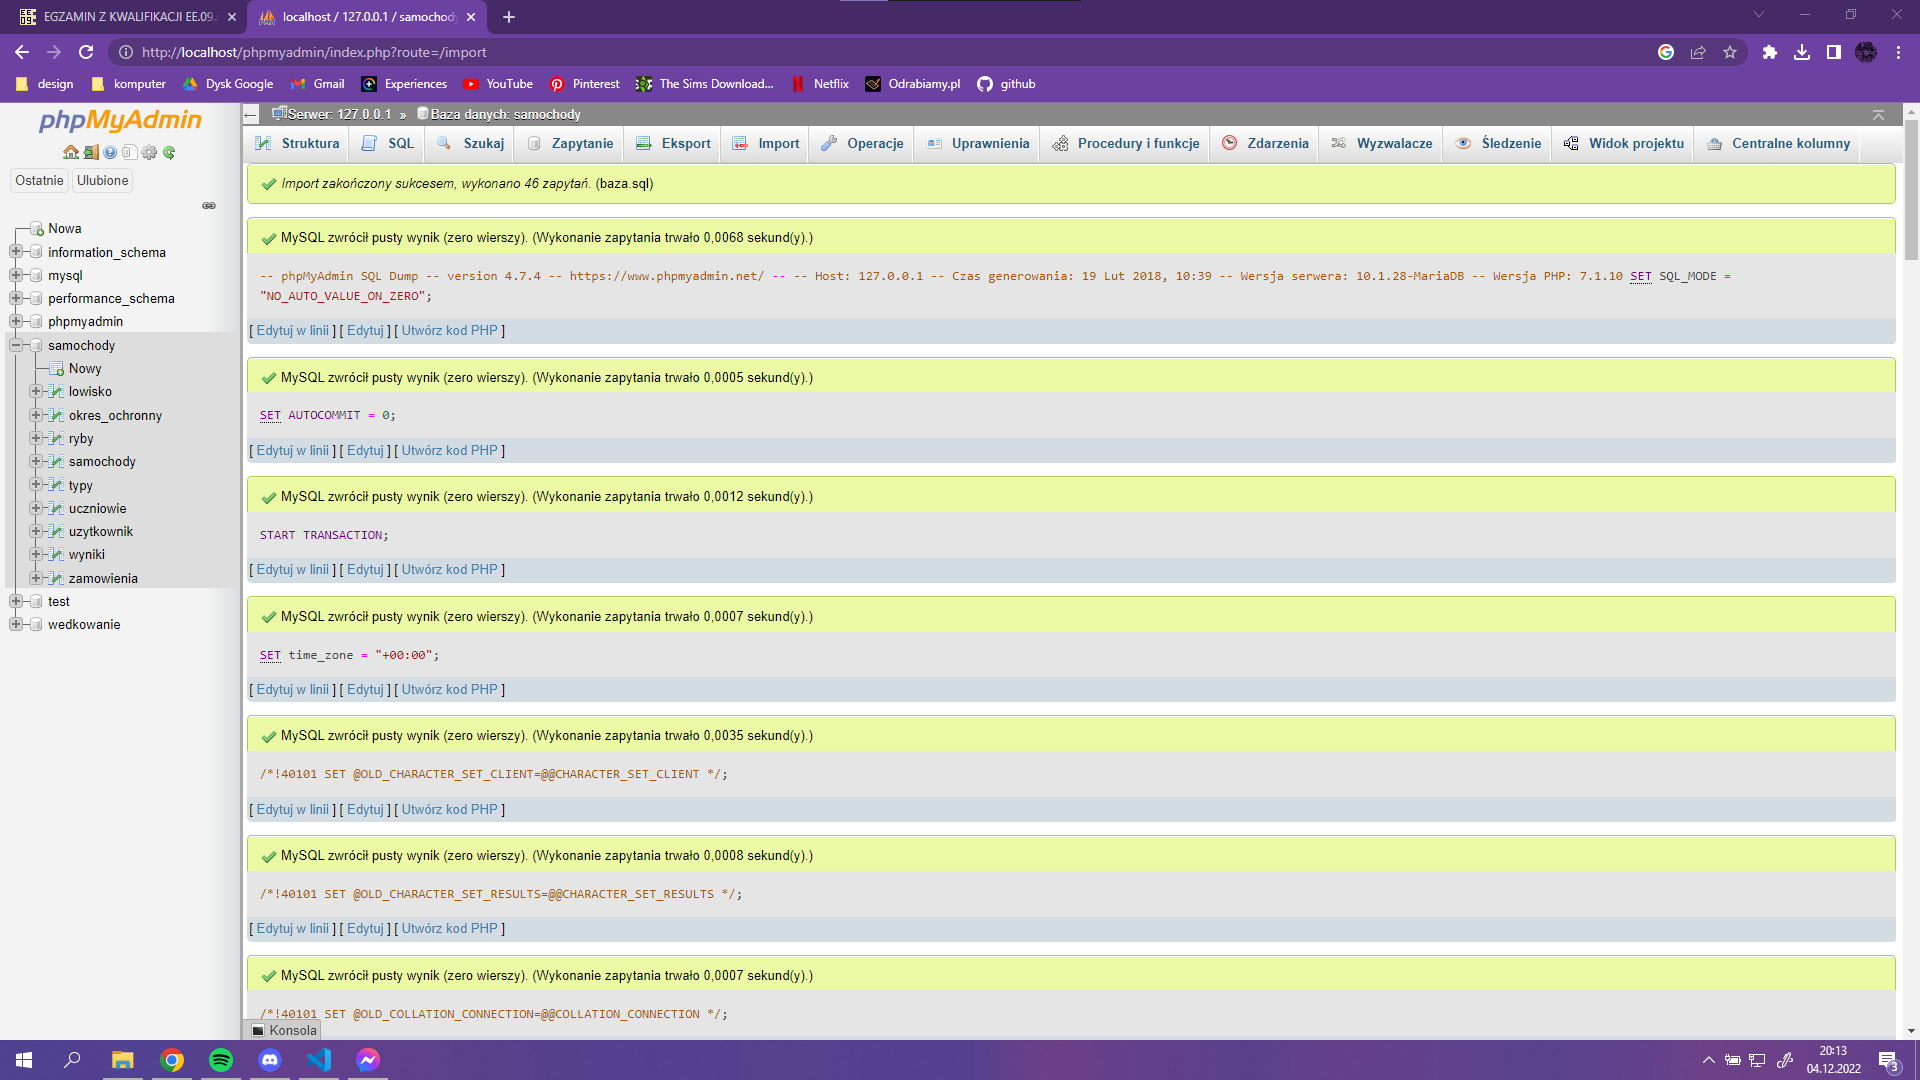 EGZAMIN Z KWALIFIKACJI EE.09
localhost / 127.0.0.1 / samochody
http://localhost/phpmyadmin/index.php?route=/import
design komputer Dysk Google Gmail Experiences YouTube Pinterest The Sims Download... Netflix Odrabiamy.pl github
phpMyAdmin
Ostatnie Ulubione
Nowa
information_schema
mysql
performance_schema
phpmyadmin
samochody
Nowy
lowisko
okres_ochronny
ryby
samochody
typy
uczniowie
uzytkownik
wyniki
zamowienia
test
wedkowanie
Serwer: 127.0.0.1 » Baza danych: samochody
Struktura SQL Szukaj Zapytanie Eksport Import Operacje Uprawnienia Procedury i funkcje Zdarzenia Wyzwalacze Śledzenie Widok projektu Centralne kolumny
Import zakończony sukcesem, wykonano 46 zapytań. (baza.sql)
MySQL zwrócił pusty wynik (zero wierszy). (Wykonanie zapytania trwało 0,0068 sekund(y).)
-- phpMyAdmin SQL Dump -- version 4.7.4 -- https://www.phpmyadmin.net/ -- -- Host: 127.0.0.1 -- Czas generowania: 19 Lut 2018, 10:39 -- Wersja serwera: 10.1.28-MariaDB -- Wersja PHP: 7.1.10 SET SQL_MODE =
"NO_AUTO_VALUE_ON_ZERO";
[ Edytuj w linii ] [ Edytuj ] [ Utwórz kod PHP ]
MySQL zwrócił pusty wynik (zero wierszy). (Wykonanie zapytania trwało 0,0005 sekund(y).)
SET AUTOCOMMIT = 0;
[ Edytuj w linii ] [ Edytuj ] [ Utwórz kod PHP ]
MySQL zwrócił pusty wynik (zero wierszy). (Wykonanie zapytania trwało 0,0012 sekund(y).)
START TRANSACTION;
[ Edytuj w linii ] [ Edytuj ] [ Utwórz kod PHP ]
MySQL zwrócił pusty wynik (zero wierszy). (Wykonanie zapytania trwało 0,0007 sekund(y).)
SET time_zone = "+00:00";
[ Edytuj w linii ] [ Edytuj ] [ Utwórz kod PHP ]
MySQL zwrócił pusty wynik (zero wierszy). (Wykonanie zapytania trwało 0,0035 sekund(y).)
/*!40101 SET @OLD_CHARACTER_SET_CLIENT=@@CHARACTER_SET_CLIENT */;
[ Edytuj w linii ] [ Edytuj ] [ Utwórz kod PHP ]
MySQL zwrócił pusty wynik (zero wierszy). (Wykonanie zapytania trwało 0,0008 sekund(y).)
/*!40101 SET @OLD_CHARACTER_SET_RESULTS=@@CHARACTER_SET_RESULTS */;
[ Edytuj w linii ] [ Edytuj ] [ Utwórz kod PHP ]
MySQL zwrócił pusty wynik (zero wierszy). (Wykonanie zapytania trwało 0,0007 sekund(y).)
/*!40101 SET @OLD_COLLATION_CONNECTION=@@COLLATION_CONNECTION */;
Konsola
20:13
04.12.2022
3